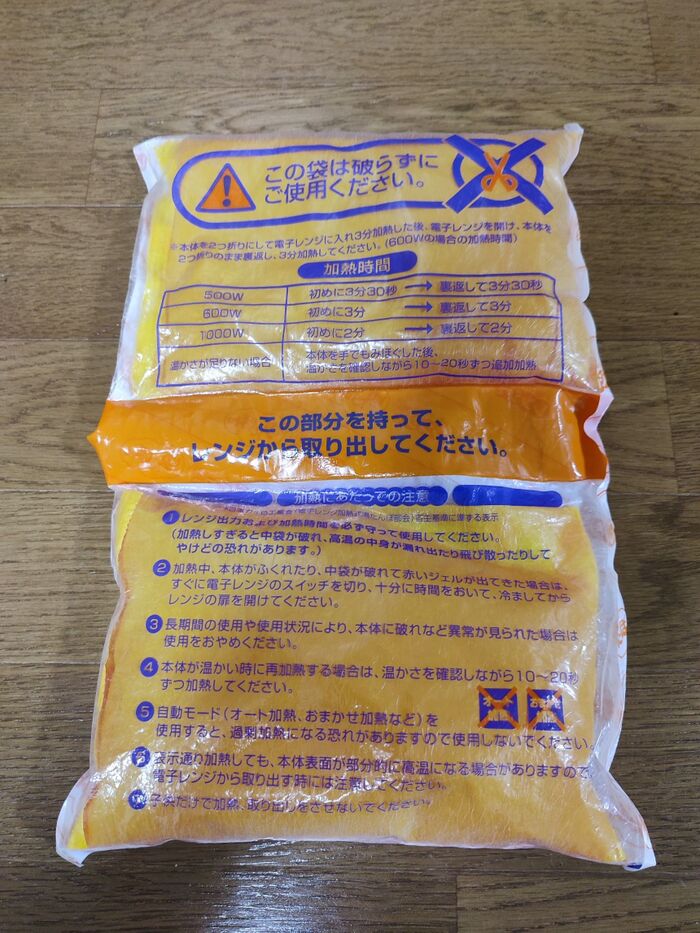 この袋は破らずに
ご使用ください。
※本体を2つ折りにして電子レンジに入れ3分加熱した後、電子レンジを開け、本体を
2つ折りのまま裏返し、3分加熱してください。(600Wの場合の加熱時間)
加熱時間
500W 初めに3分30秒 → 裏返して3分30秒
600W 初めに3分 → 裏返して3分
1000W 初めに2分 → 裏返して2分
温かさが足りない場合 本体を手でもみほぐした後、
温かさを確認しながら10〜20秒ずつ追加加熱
この部分を持って、
レンジから取り出してください。
加熱にあたっての注意
自主基準に準ずる表示
1 レンジ出力および加熱時間を必ず守って使用してください。
(加熱しすぎると中袋が破れ、高温の中身が漏れ出たり飛び散ったりして
やけどの恐れがあります。)
2 加熱中、本体がふくれたり、中袋が破れて赤いジェルが出てきた場合は、
すぐに電子レンジのスイッチを切り、十分に時間をおいて、冷ましてから
レンジの扉を開けてください。
3 長期間の使用や使用状況により、本体に破れなど異常が見られた場合は
使用をおやめください。
4 本体が温かい時に再加熱する場合は、温かさを確認しながら10〜20秒
ずつ加熱してください。
5 自動モード(オート加熱、おまかせ加熱など)を
使用すると、過剰加熱になる恐れがありますので使用しないでください。
6 表示通り加熱しても、本体表面が部分的に高温になる場合がありますので、
電子レンジから取り出す時には注意してください。
7 子供だけで加熱、取り出しをさせないでください。